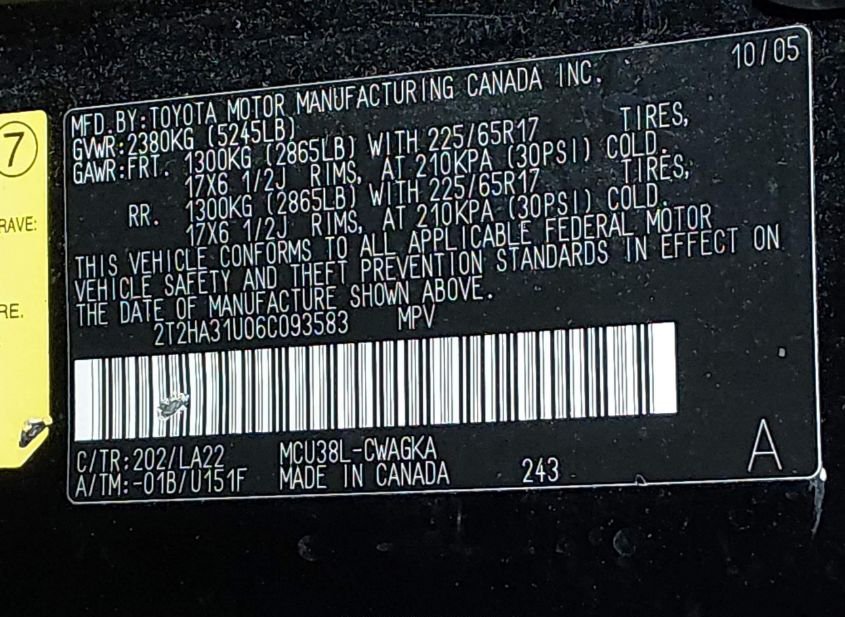 10/05
MFD.BY:TOYOTA MOTOR MANUFACTURING CANADA INC.
GVWR:2380KG (5245LB)
GAWR:FRT. 1300KG (2865LB) WITH 225/65R17 TIRES,
17X6 1/2J RIMS, AT 210KPA (30PSI) COLD.
RR. 1300KG (2865LB) WITH 225/65R17 TIRES,
17X6 1/2J RIMS, AT 210KPA (30PSI) COLD.
THIS VEHICLE CONFORMS TO ALL APPLICABLE FEDERAL MOTOR
VEHICLE SAFETY AND THEFT PREVENTION STANDARDS IN EFFECT ON
THE DATE OF MANUFACTURE SHOWN ABOVE.
2T2HA31U06C093583 MPV
C/TR:202/LA22 MCU38L-CWAGKA
A/TM:-01B/U151F MADE IN CANADA 243 A
7
RAVE:
RE.